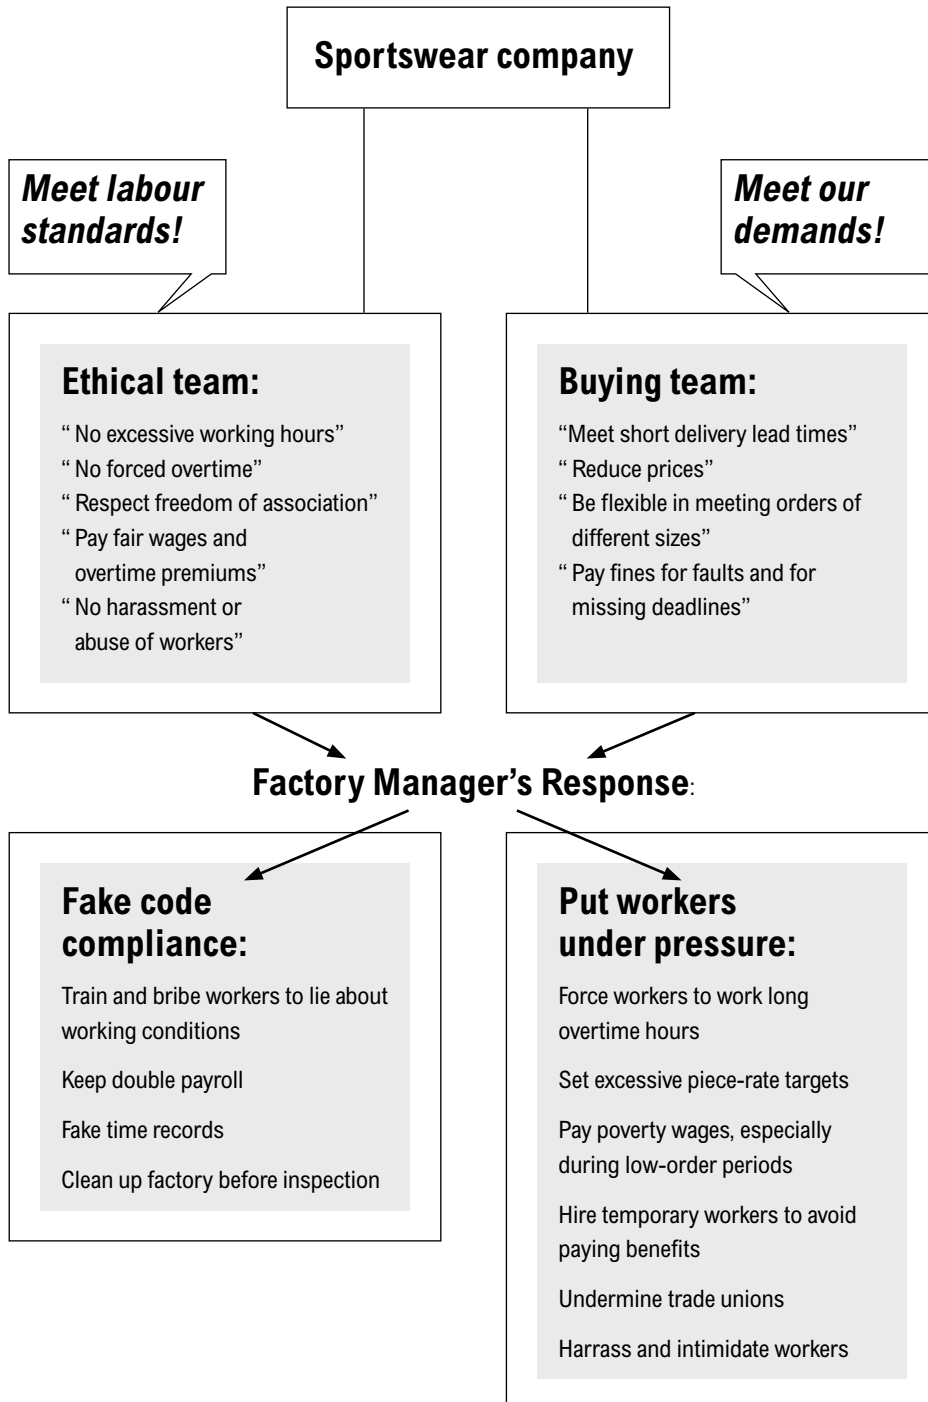 Sportswear company
Meet labour
standards!
Meet our
demands!
Ethical team:
“ No excessive working hours”
“ No forced overtime”
“ Respect freedom of association”
“ Pay fair wages and
overtime premiums”
“ No harassment or
abuse of workers”
Buying team:
“Meet short delivery lead times”
“ Reduce prices”
“ Be flexible in meeting orders of
different sizes”
“ Pay fines for faults and for
missing deadlines”
Factory Manager’s Response:
Fake code
compliance:
Train and bribe workers to lie about
working conditions
Keep double payroll
Fake time records
Clean up factory before inspection
Put workers
under pressure:
Force workers to work long
overtime hours
Set excessive piece-rate targets
Pay poverty wages, especially
during low-order periods
Hire temporary workers to avoid
paying benefits
Undermine trade unions
Harrass and intimidate workers